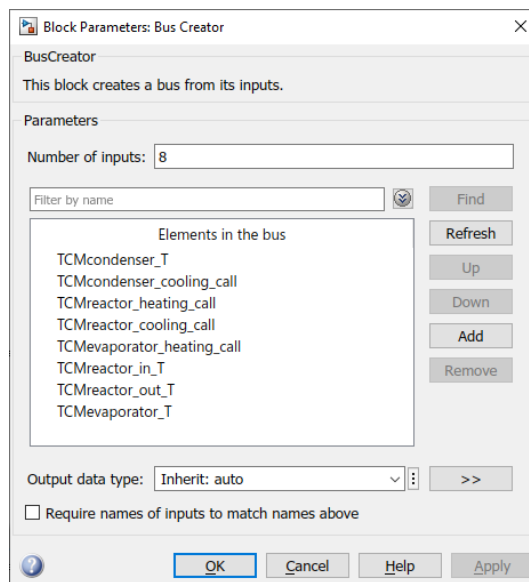 Block Parameters: Bus Creator
BusCreator
This block creates a bus from its inputs.
Parameters
Number of inputs: 8
Filter by name
Find
Elements in the bus
Refresh
TCMcondenser_T
TCMcondenser_cooling_call
Up
TCMreactor_heating_call
Down
TCMreactor_cooling_call
Add
TCMevaporator_heating_call
TCMreactor_in_T
Remove
TCMreactor_out_T
TCMevaporator_T
Output data type: Inherit: auto >>
Require names of inputs to match names above
? OK Cancel Help Apply